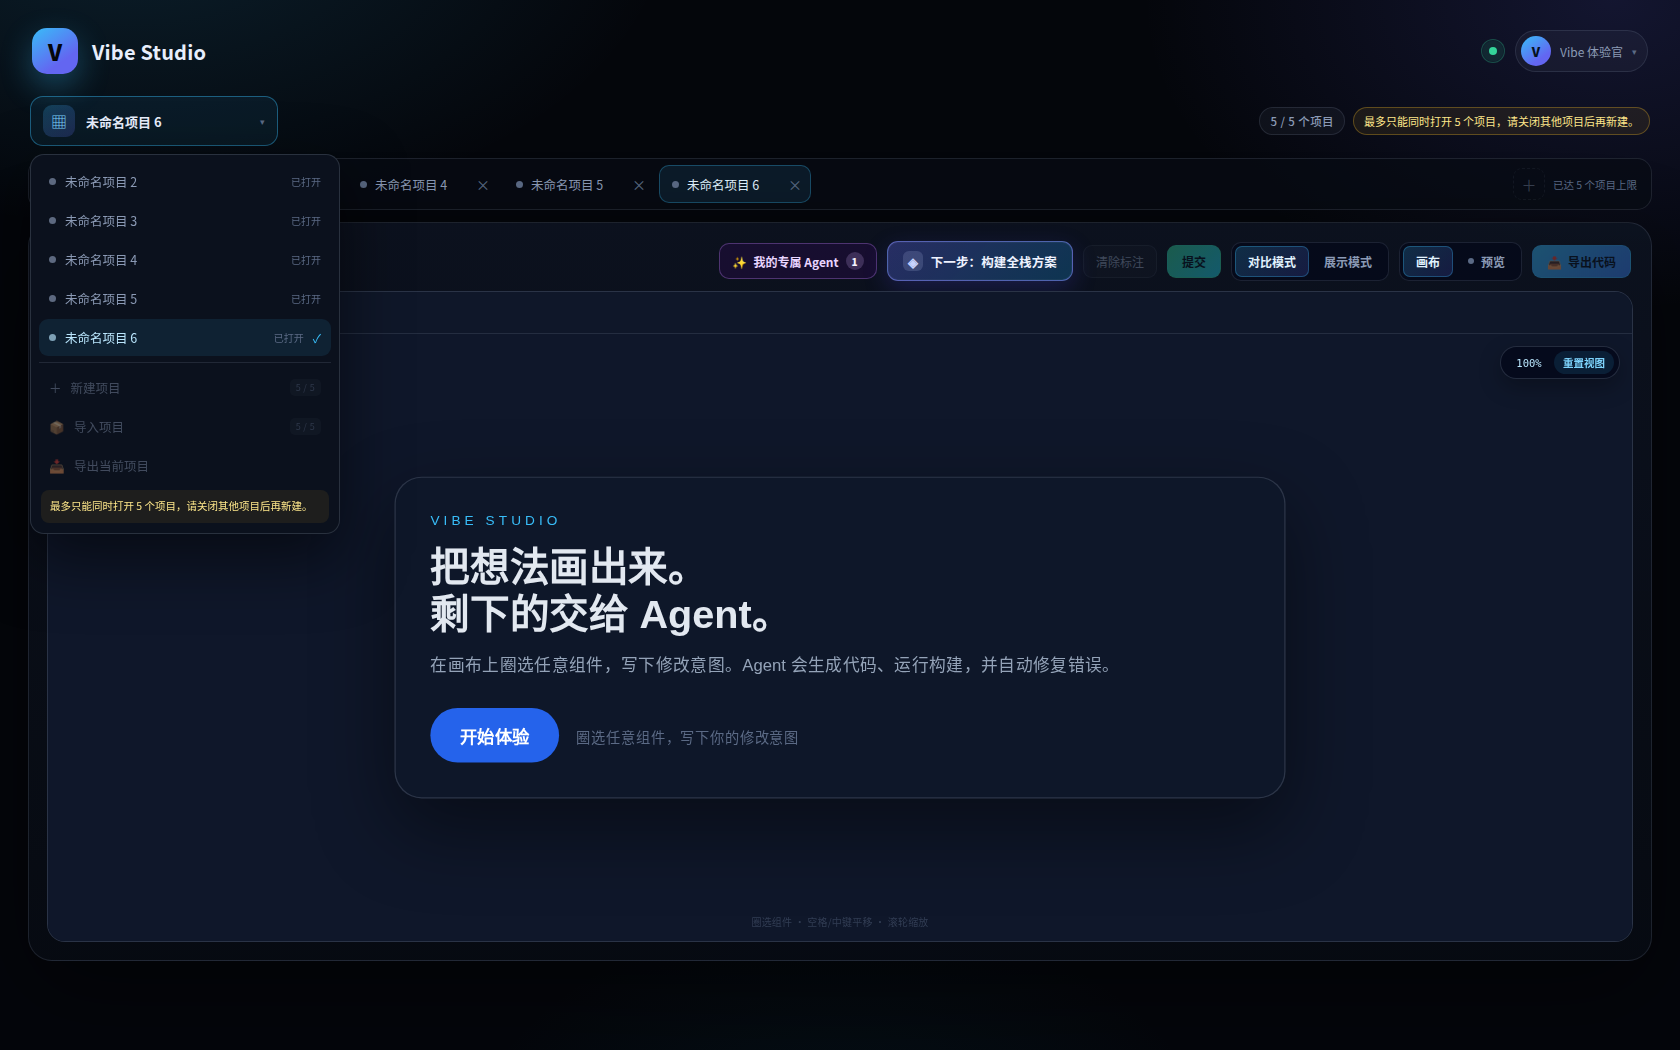 V Vibe Studio
V Vibe 体验官
未命名项目 6
5 / 5 个项目
最多只能同时打开 5 个项目，请关闭其他项目后再新建。
未命名项目 2 已打开
未命名项目 3 已打开
未命名项目 4 已打开
未命名项目 5 已打开
未命名项目 6 已打开 ✓
＋ 新建项目 5 / 5
导入项目 5 / 5
导出当前项目
最多只能同时打开 5 个项目，请关闭其他项目后再新建。
未命名项目 4 ×
未命名项目 5 ×
未命名项目 6 ×
＋ 已达 5 个项目上限
✨ 我的专属 Agent 1
◈ 下一步：构建全栈方案
清除标注
提交
对比模式 展示模式
画布 预览
导出代码
100% 重置视图
VIBE STUDIO
把想法画出来。
剩下的交给 Agent。
在画布上圈选任意组件，写下修改意图。Agent 会生成代码、运行构建，并自动修复错误。
开始体验
圈选任意组件，写下你的修改意图
圈选组件 · 空格/中键平移 · 滚轮缩放